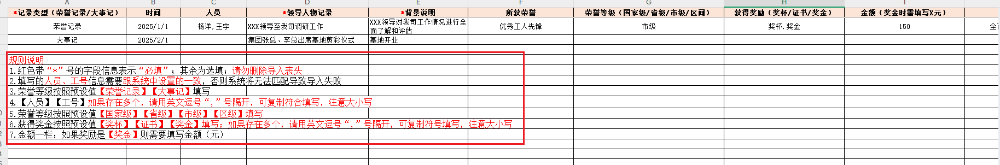 A B C D E F G H I
*记录类型（荣誉记录/大事记） 时间 人员 *领导人物记录 *背景说明 所获荣誉 荣誉等级（国家级/省级/市级/区间） 获得奖励（奖杯/证书/奖金） 金额（奖金时需填写X元）
荣誉记录 2025/1/1 杨洋,王宇 XXX领导至我司调研工作 XXX领导对我司工作情况进行全面了解和评估 优秀工人先锋 市级 奖杯,奖金 150
大事记 2025/2/1 集团张总、李总出席基地剪彩仪式 基地开业
规则说明
1.红色带“*”号的字段信息表示“必填”；其余为选填；请勿删除导入表头
2.填写的人员、工号信息需要跟系统中设置的一致，否则系统将无法匹配导致导入失败
3.荣誉等级按照预设值【荣誉记录】【大事记】填写
4.【人员】【工号】如果存在多个，请用英文逗号“,”号隔开，可复制符合填写，注意大小写
5.荣誉等级按照预设值【国家级】【省级】【市级】【区级】填写
6.获得奖金按照预设值【奖杯】【证书】【奖金】填写；如果存在多个，请用英文逗号“,”号隔开，可复制符号填写，注意大小写
7.金额一栏：如果奖励是【奖金】则需要填写金额（元）